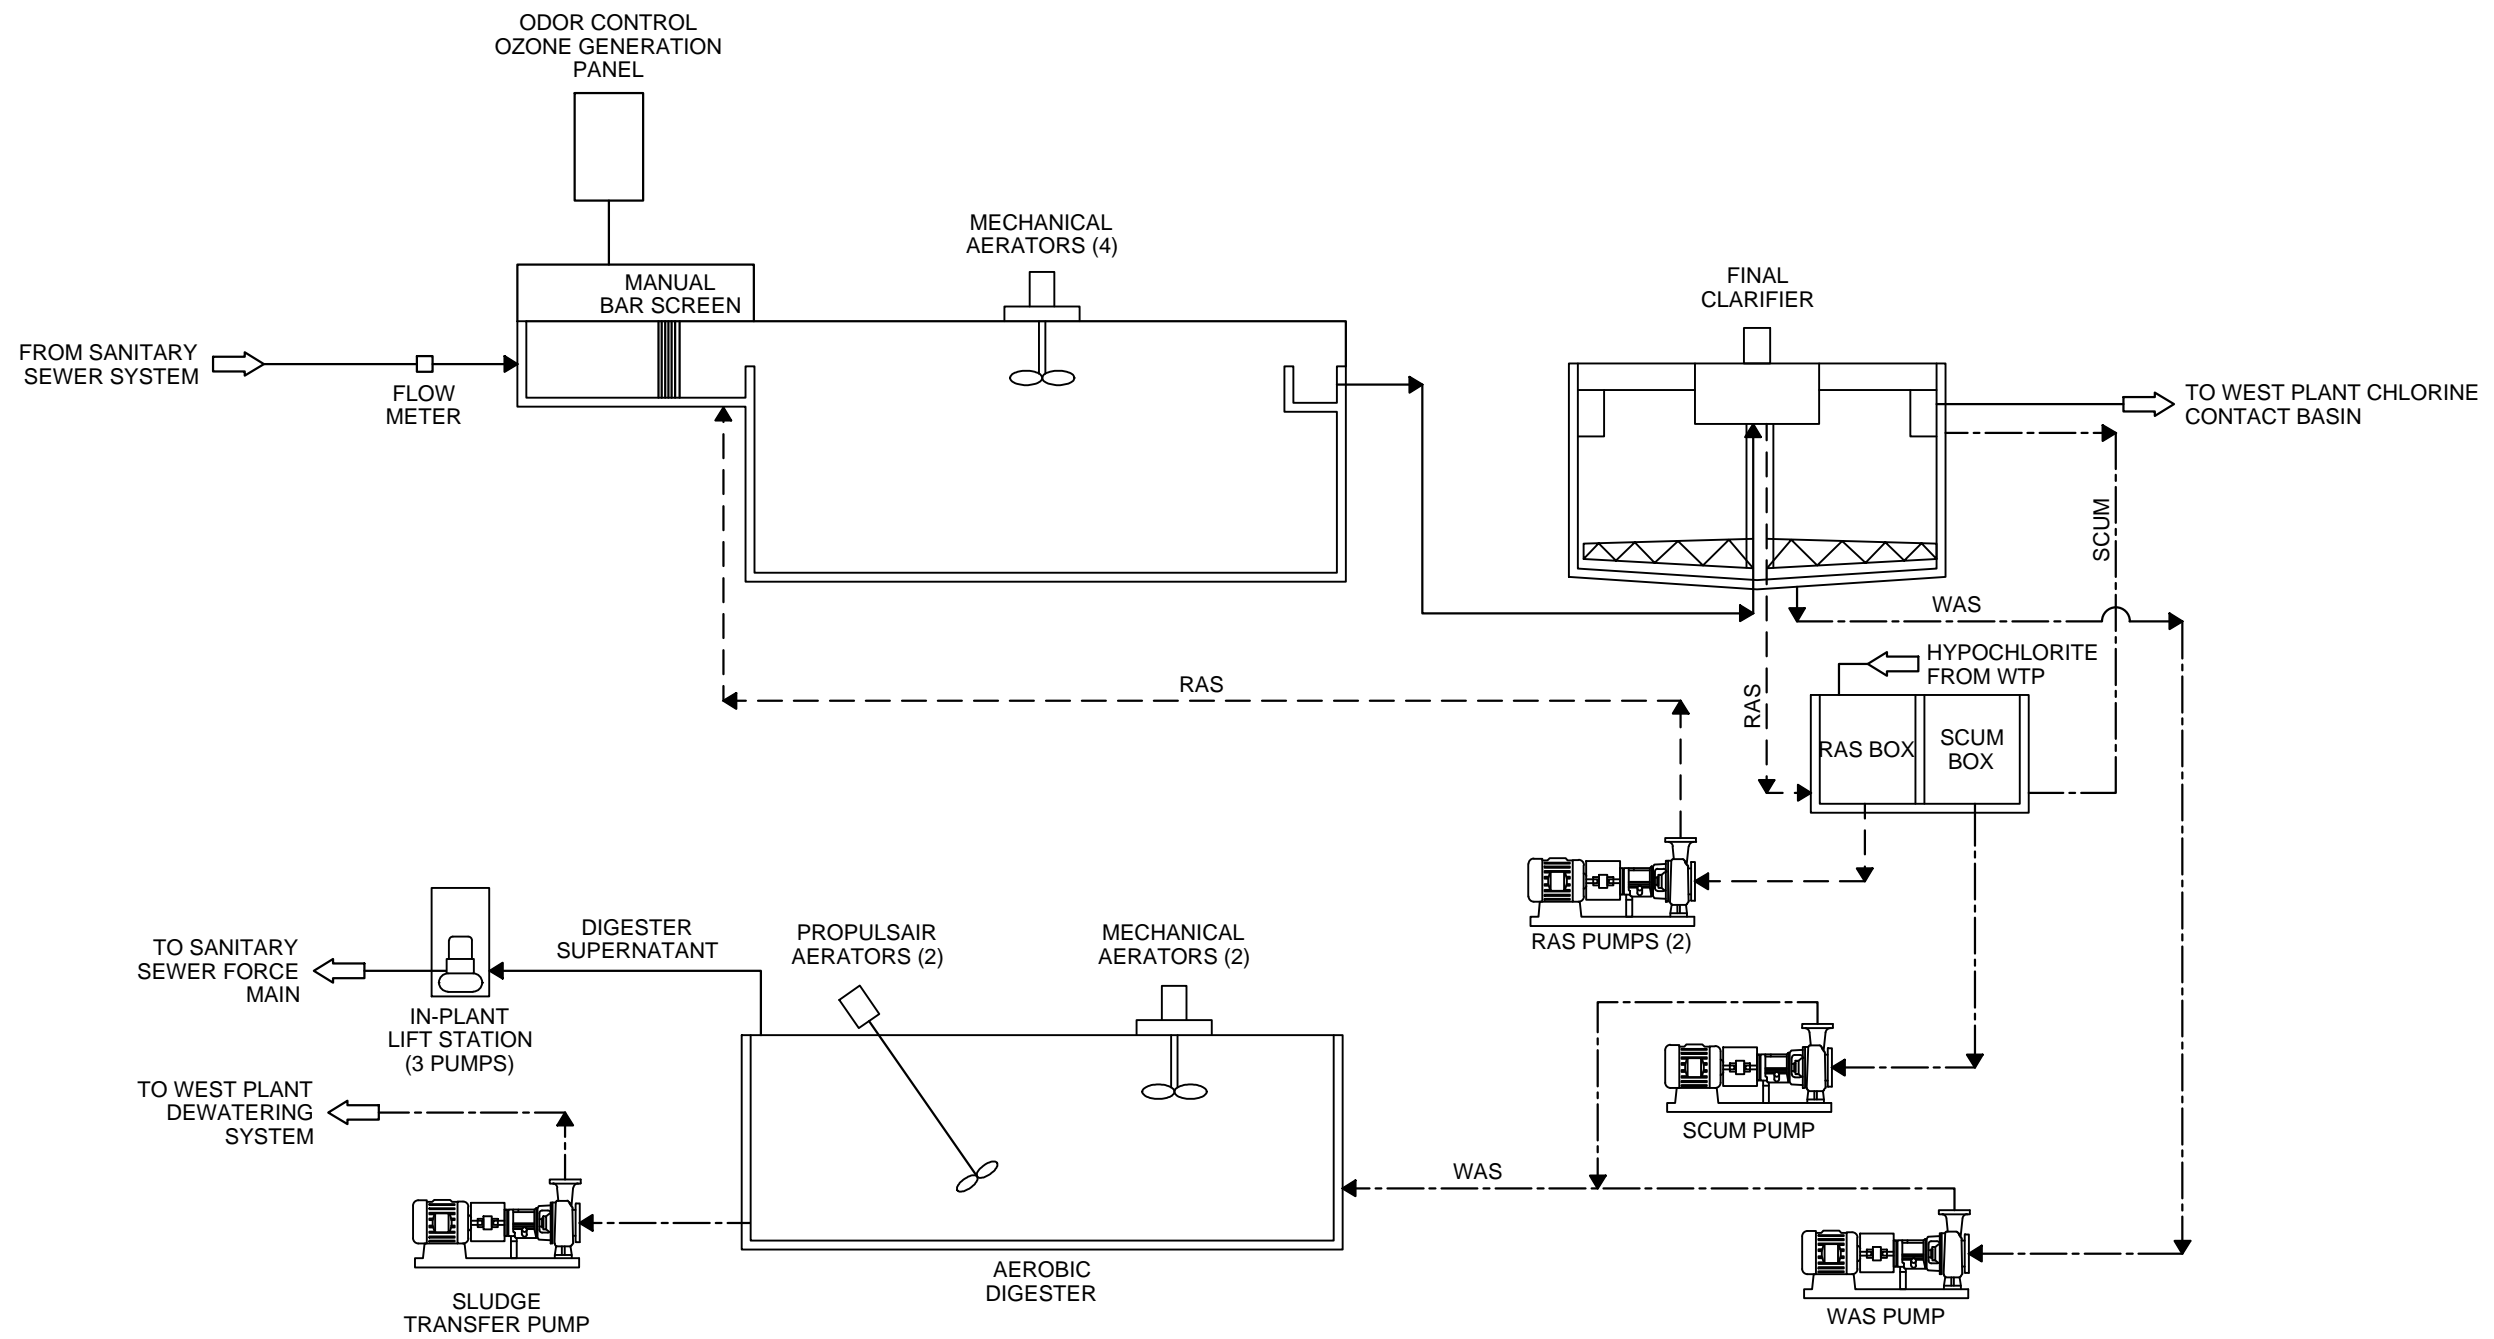 ODOR CONTROL
OZONE GENERATION
PANEL
MECHANICAL
AERATORS (4)
MANUAL
BAR SCREEN
FINAL
CLARIFIER
FROM SANITARY
SEWER SYSTEM
FLOW
METER
TO WEST PLANT CHLORINE
CONTACT BASIN
SCUM
WAS
HYPOCHLORITE
FROM WTP
RAS
RAS
RAS BOX
SCUM
BOX
RAS PUMPS (2)
DIGESTER
SUPERNATANT
PROPULSAIR
AERATORS (2)
MECHANICAL
AERATORS (2)
TO SANITARY
SEWER FORCE
MAIN
IN-PLANT
LIFT STATION
(3 PUMPS)
TO WEST PLANT
DEWATERING
SYSTEM
SCUM PUMP
WAS
AEROBIC
DIGESTER
SLUDGE
TRANSFER PUMP
WAS PUMP